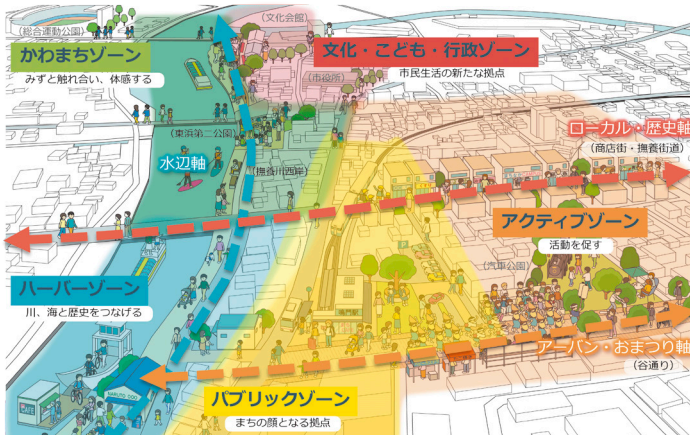 (総合運動公園)
(文化会館)
かわまちゾーン
みずと触れ合い、体感する
文化・こども・行政ゾーン
市民生活の新たな拠点
(市役所)
(東浜第二公園)
水辺軸
(撫養川西岸)
ローカル・歴史軸
(商店街・撫養街道)
アクティブゾーン
活動を促す
(汽車公園)
ハーバーゾーン
川、海と歴史をつなげる
鳴門駅
アーバン・おまつり軸
(谷通り)
パブリックゾーン
まちの顔となる拠点
CAFE